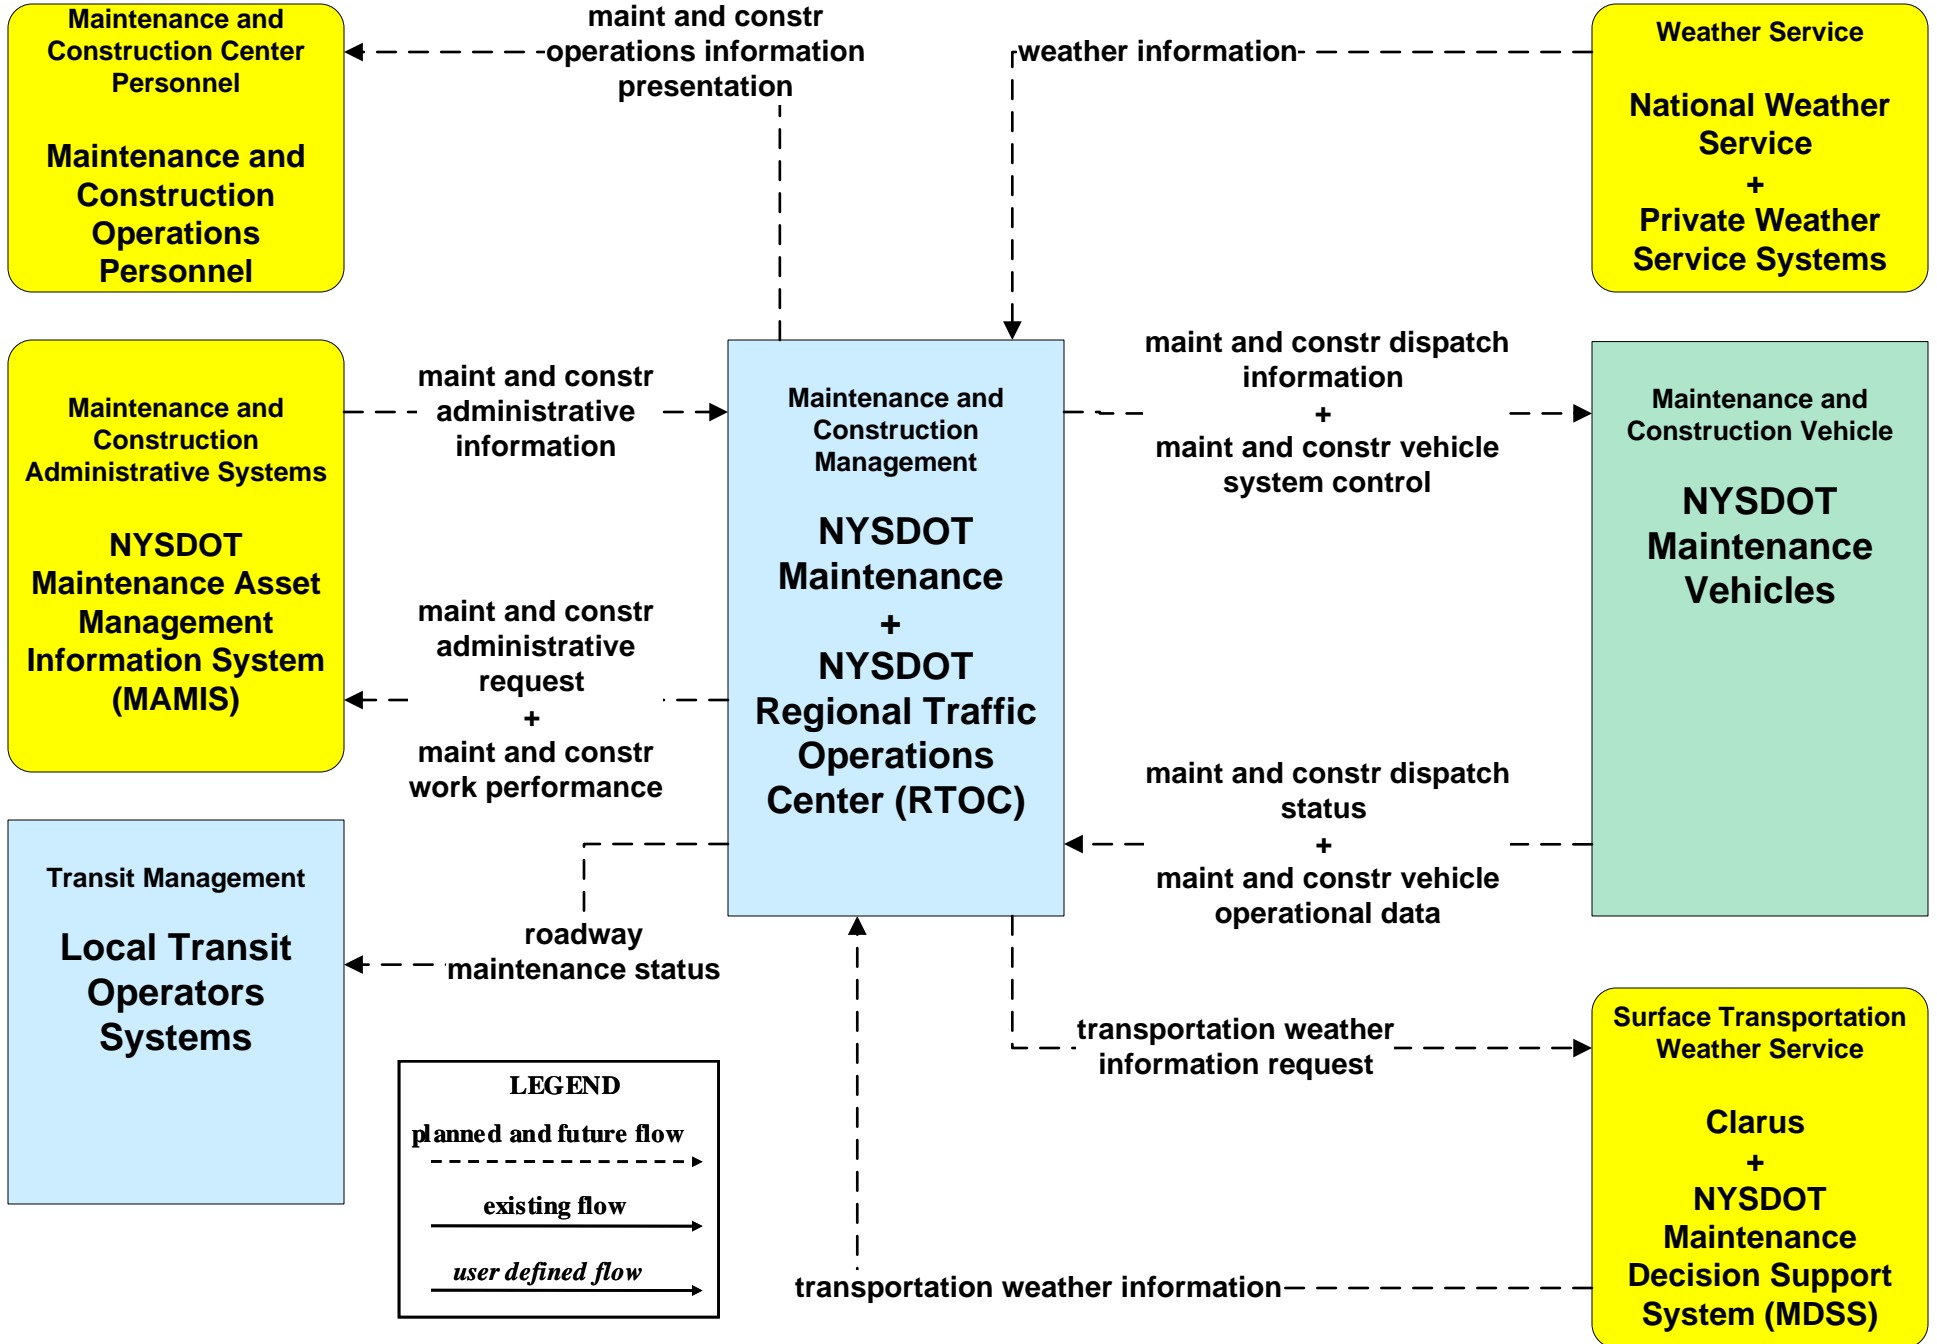 Maintenance and
Construction Center
Personnel
Maintenance and
Construction
Operations
Personnel
maint and constr
operations information
presentation
weather information
Weather Service
National Weather
Service
+
Private Weather
Service Systems
Maintenance and
Construction
Administrative Systems
NYSDOT
Maintenance Asset
Management
Information System
(MAMIS)
maint and constr
administrative
information
maint and constr
administrative
request
+
maint and constr
work performance
Maintenance and
Construction
Management
NYSDOT
Maintenance
+
NYSDOT
Regional Traffic
Operations
Center (RTOC)
maint and constr dispatch
information
+
maint and constr vehicle
system control
maint and constr dispatch
status
+
maint and constr vehicle
operational data
Maintenance and
Construction Vehicle
NYSDOT
Maintenance
Vehicles
Transit Management
Local Transit
Operators
Systems
roadway
maintenance status
transportation weather
information request
transportation weather information
Surface Transportation
Weather Service
Clarus
+
NYSDOT
Maintenance
Decision Support
System (MDSS)
LEGEND
planned and future flow
existing flow
user defined flow